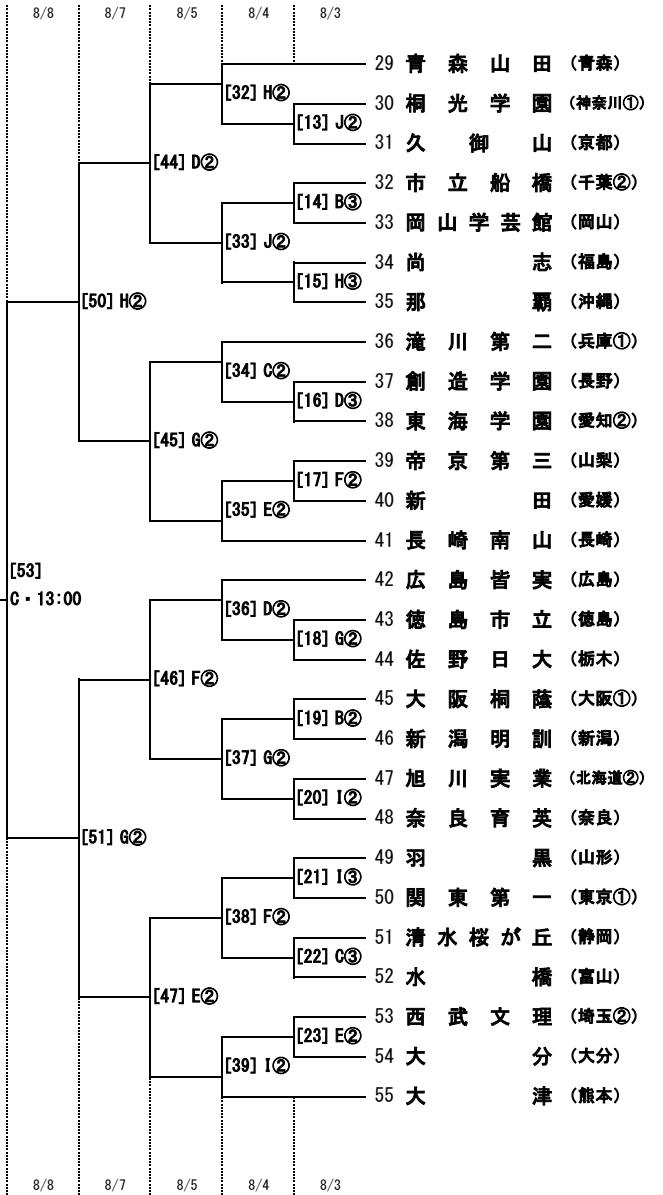 8/8 8/7 8/5 8/4 8/3
29 青森山田 (青森)
[32] H②
30 桐光学園 (神奈川①)
[13] J②
31 久御山 (京都)
[44] D②
32 市立船橋 (千葉②)
[14] B③
33 岡山学芸館 (岡山)
[33] J②
34 尚志 (福島)
[15] H③
35 那覇 (沖縄)
[50] H②
36 滝川第二 (兵庫①)
[34] C②
37 創造学園 (長野)
[16] D③
38 東海学園 (愛知②)
[45] G②
39 帝京第三 (山梨)
[17] F②
40 新田 (愛媛)
[35] E②
41 長崎南山 (長崎)
[53]
C・13:00
42 広島皆実 (広島)
[36] D②
43 徳島市立 (徳島)
[18] G②
44 佐野日大 (栃木)
[46] F②
45 大阪桐蔭 (大阪①)
[19] B②
46 新潟明訓 (新潟)
[37] G②
47 旭川実業 (北海道②)
[20] I②
48 奈良育英 (奈良)
[51] G②
49 羽黒 (山形)
[21] I③
50 関東第一 (東京①)
[38] F②
51 清水桜が丘 (静岡)
[22] C③
52 水橋 (富山)
[47] E②
53 西武文理 (埼玉②)
[23] E②
54 大分 (大分)
[39] I②
55 大津 (熊本)
8/8 8/7 8/5 8/4 8/3